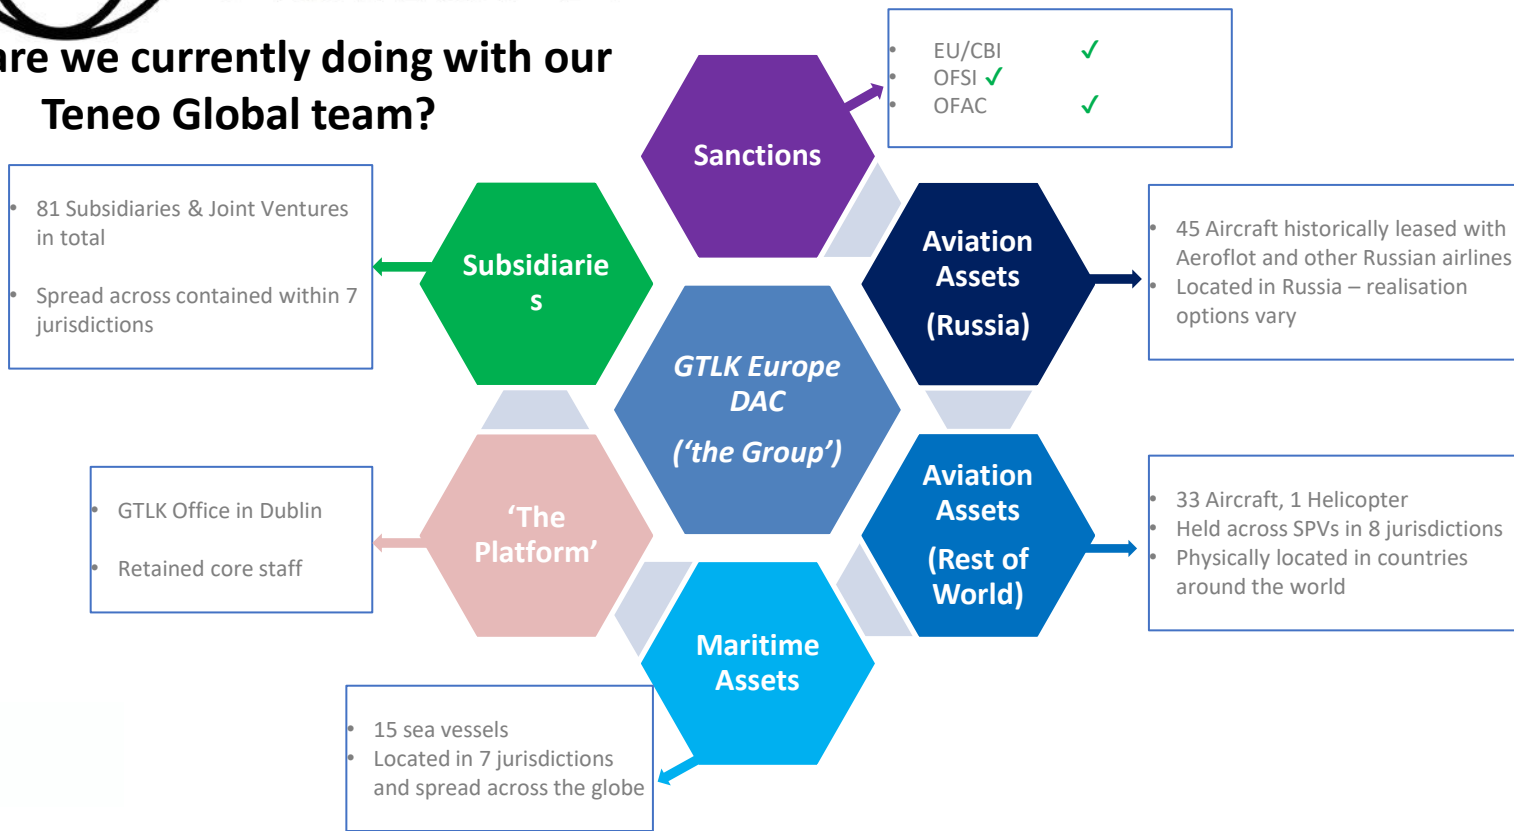 are we currently doing with our
Teneo Global team?
• EU/CBI ✓
• OFSI ✓
• OFAC ✓
Sanctions
• 81 Subsidiaries & Joint Ventures
in total
• Spread across contained within 7
jurisdictions
Subsidiarie
s
Aviation
Assets
(Russia)
• 45 Aircraft historically leased with
Aeroflot and other Russian airlines
• Located in Russia – realisation
options vary
GTLK Europe
DAC
(‘the Group’)
• GTLK Office in Dublin
• Retained core staff
‘The
Platform’
Aviation
Assets
(Rest of
World)
• 33 Aircraft, 1 Helicopter
• Held across SPVs in 8 jurisdictions
• Physically located in countries
around the world
Maritime
Assets
• 15 sea vessels
• Located in 7 jurisdictions
and spread across the globe